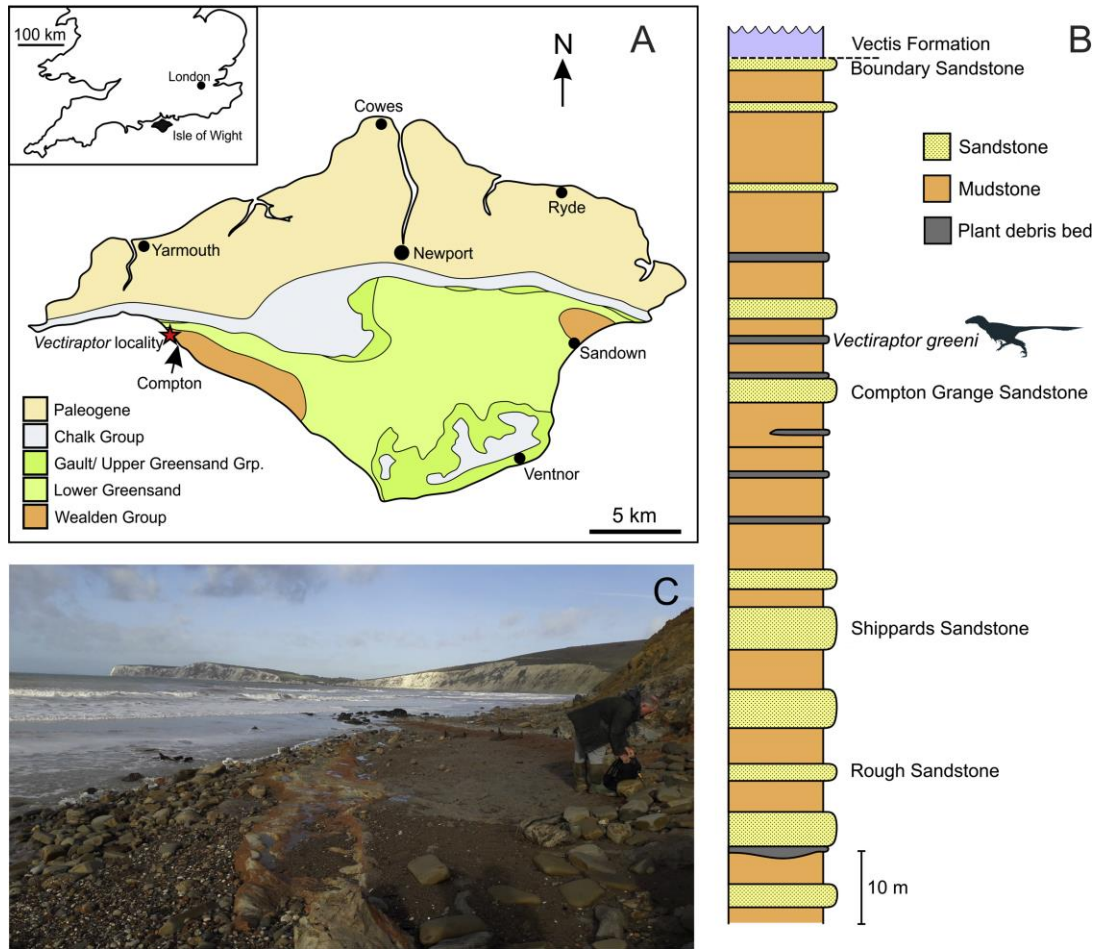 A
100 km
London
Isle of Wight
N
Cowes
Ryde
Yarmouth
Newport
Vectiraptor locality
Compton
Sandown
Ventnor
Paleogene
Chalk Group
Gault/ Upper Greensand Grp.
Lower Greensand
Wealden Group
5 km
B
Vectis Formation
Boundary Sandstone
Sandstone
Mudstone
Plant debris bed
Vectiraptor greeni
Compton Grange Sandstone
Shippards Sandstone
Rough Sandstone
10 m
C